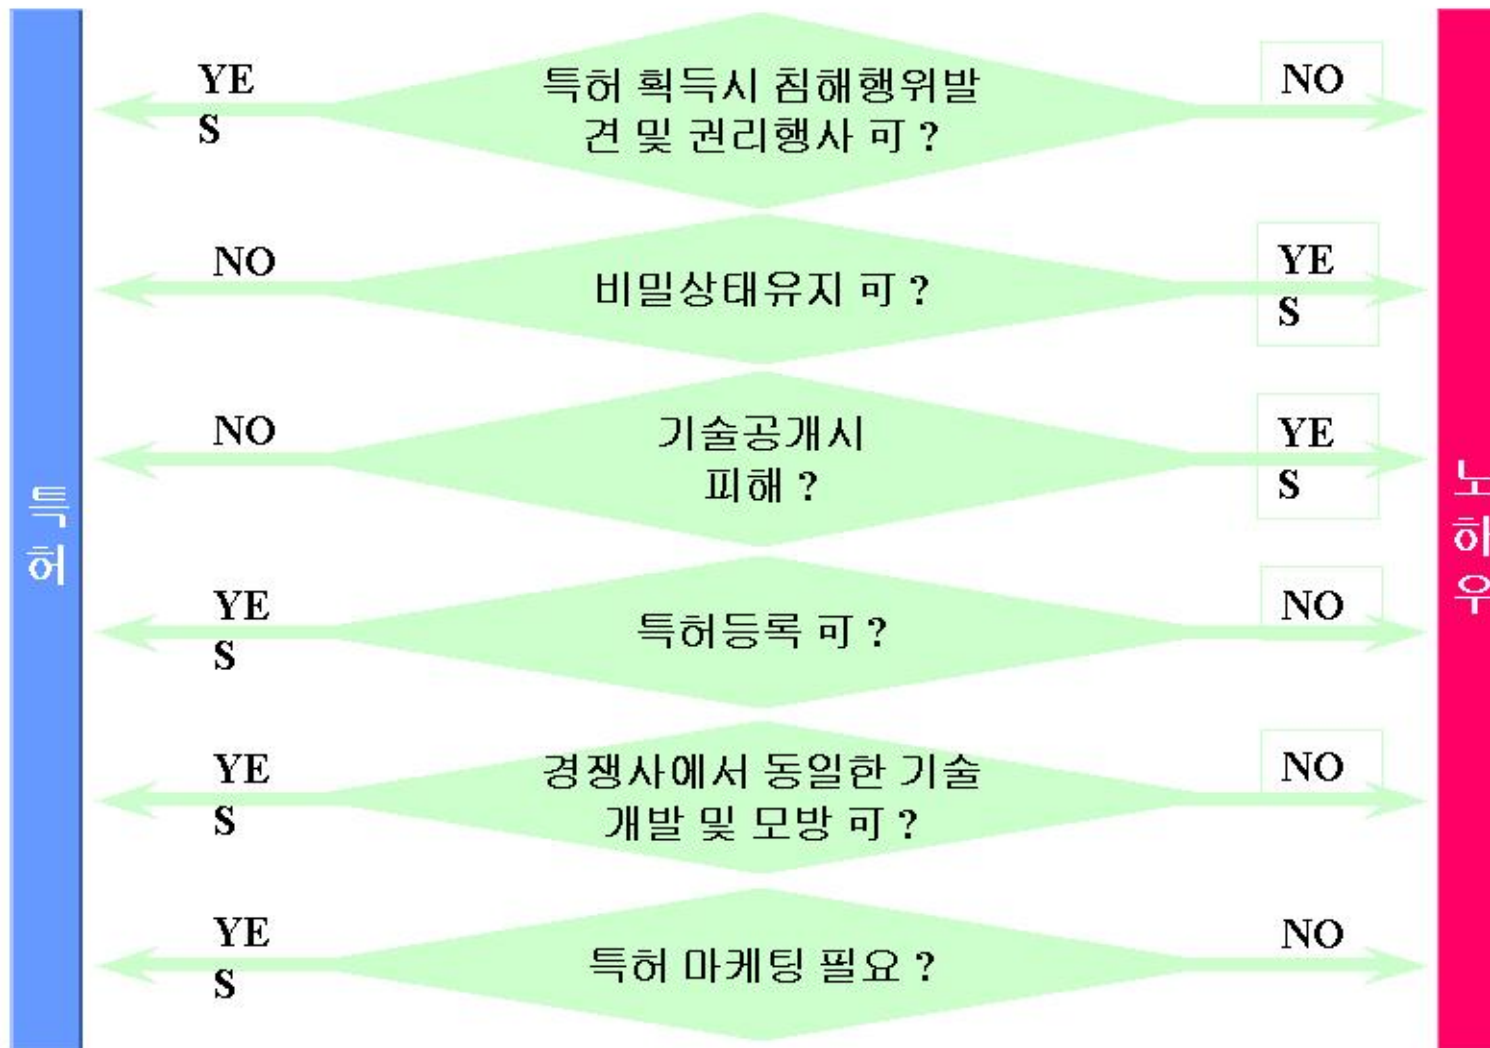 YE
S
특허 획득시 침해행위발
견 및 권리행사 可 ?
NO
NO
비밀상태유지 可 ?
YE
S
NO
기술공개시
피해 ?
YE
S
특
허
노
하
우
YE
S
특허등록 可 ?
NO
YE
S
경쟁사에서 동일한 기술
개발 및 모방 可 ?
NO
YE
S
특허 마케팅 필요 ?
NO